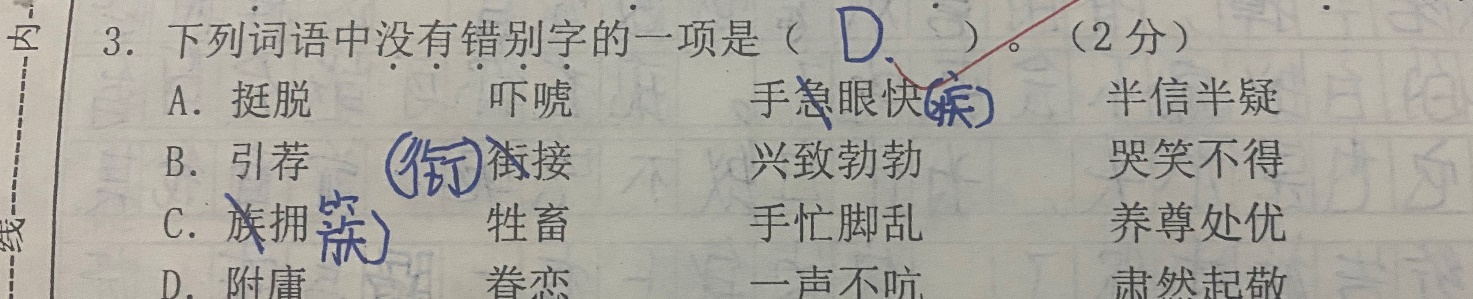 内
线
3. 下列词语中没有错别字的一项是（ D. ）。（2分）
A. 挺脱 吓唬 手急眼快(疾) 半信半疑
B. 引荐 (衔)街接 兴致勃勃 哭笑不得
C. 族拥 簇) 牲畜 手忙脚乱 养尊处优
D. 附庸 眷恋 一声不吭 肃然起敬